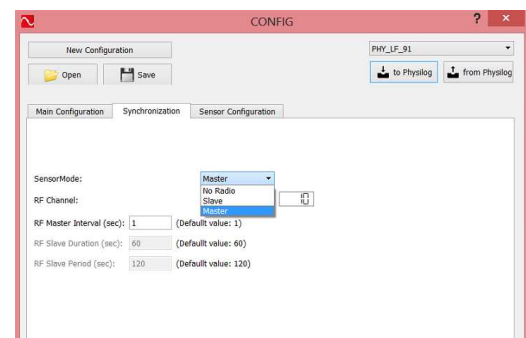 CONFIG
?
×
New Configuration
PHY_LF_91
Open
Save
to Physilog
from Physilog
Main Configuration
Synchronization
Sensor Configuration
SensorMode:
Master
No Radio
Slave
Master
RF Channel:
10
RF Master Interval (sec):
1
(Defaullt value: 1)
RF Slave Duration (sec):
60
(Defaullt value: 60)
RF Slave Period (sec):
120
(Defaullt value: 120)